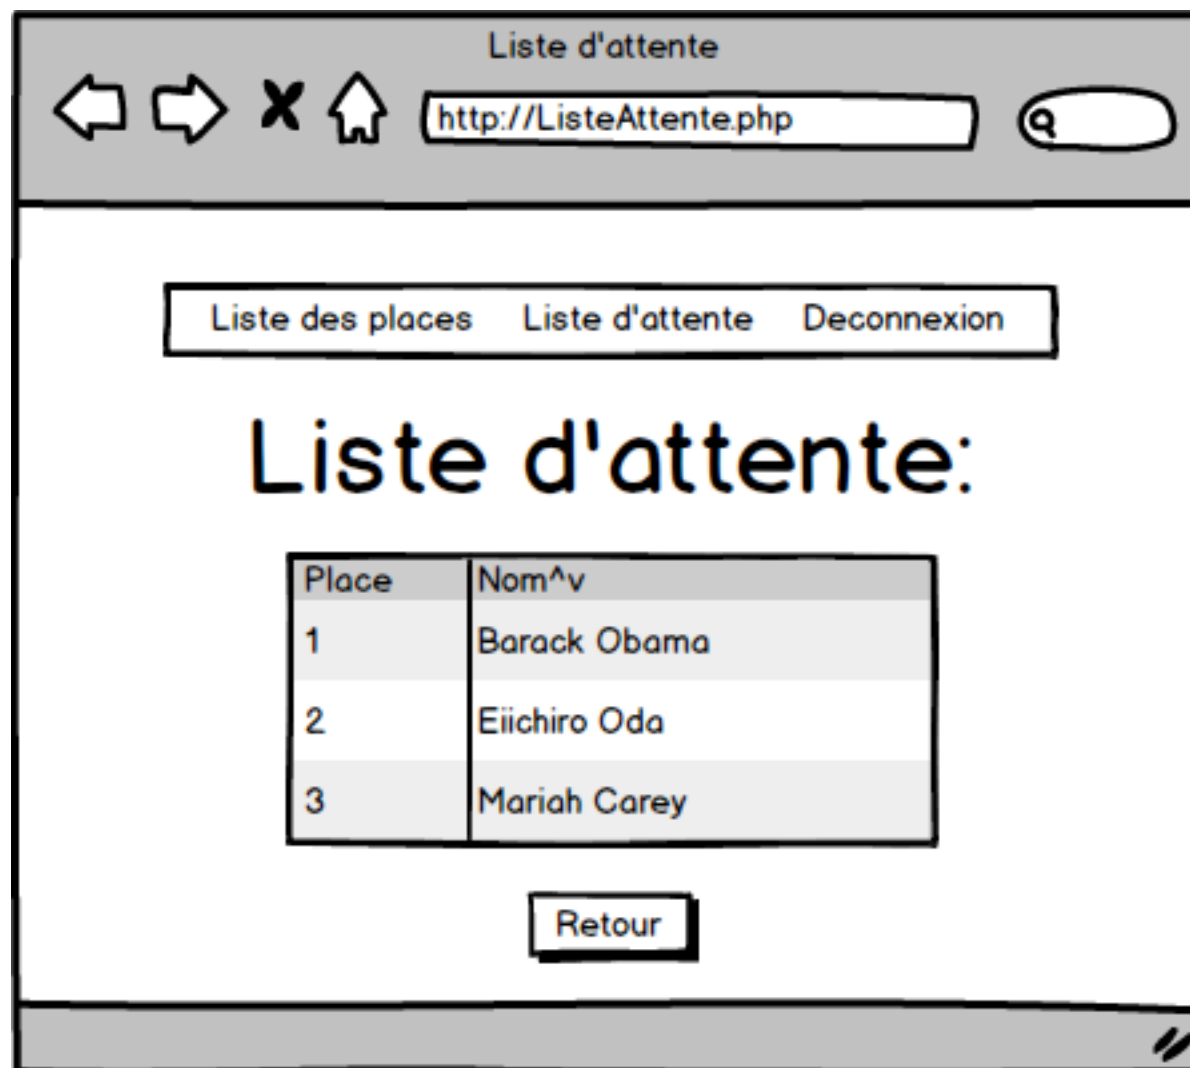 Liste d'attente
http://ListeAttente.php
Liste des places Liste d'attente Deconnexion
Liste d'attente:
Place Nom^v
1 Barack Obama
2 Eiichiro Oda
3 Mariah Carey
Retour